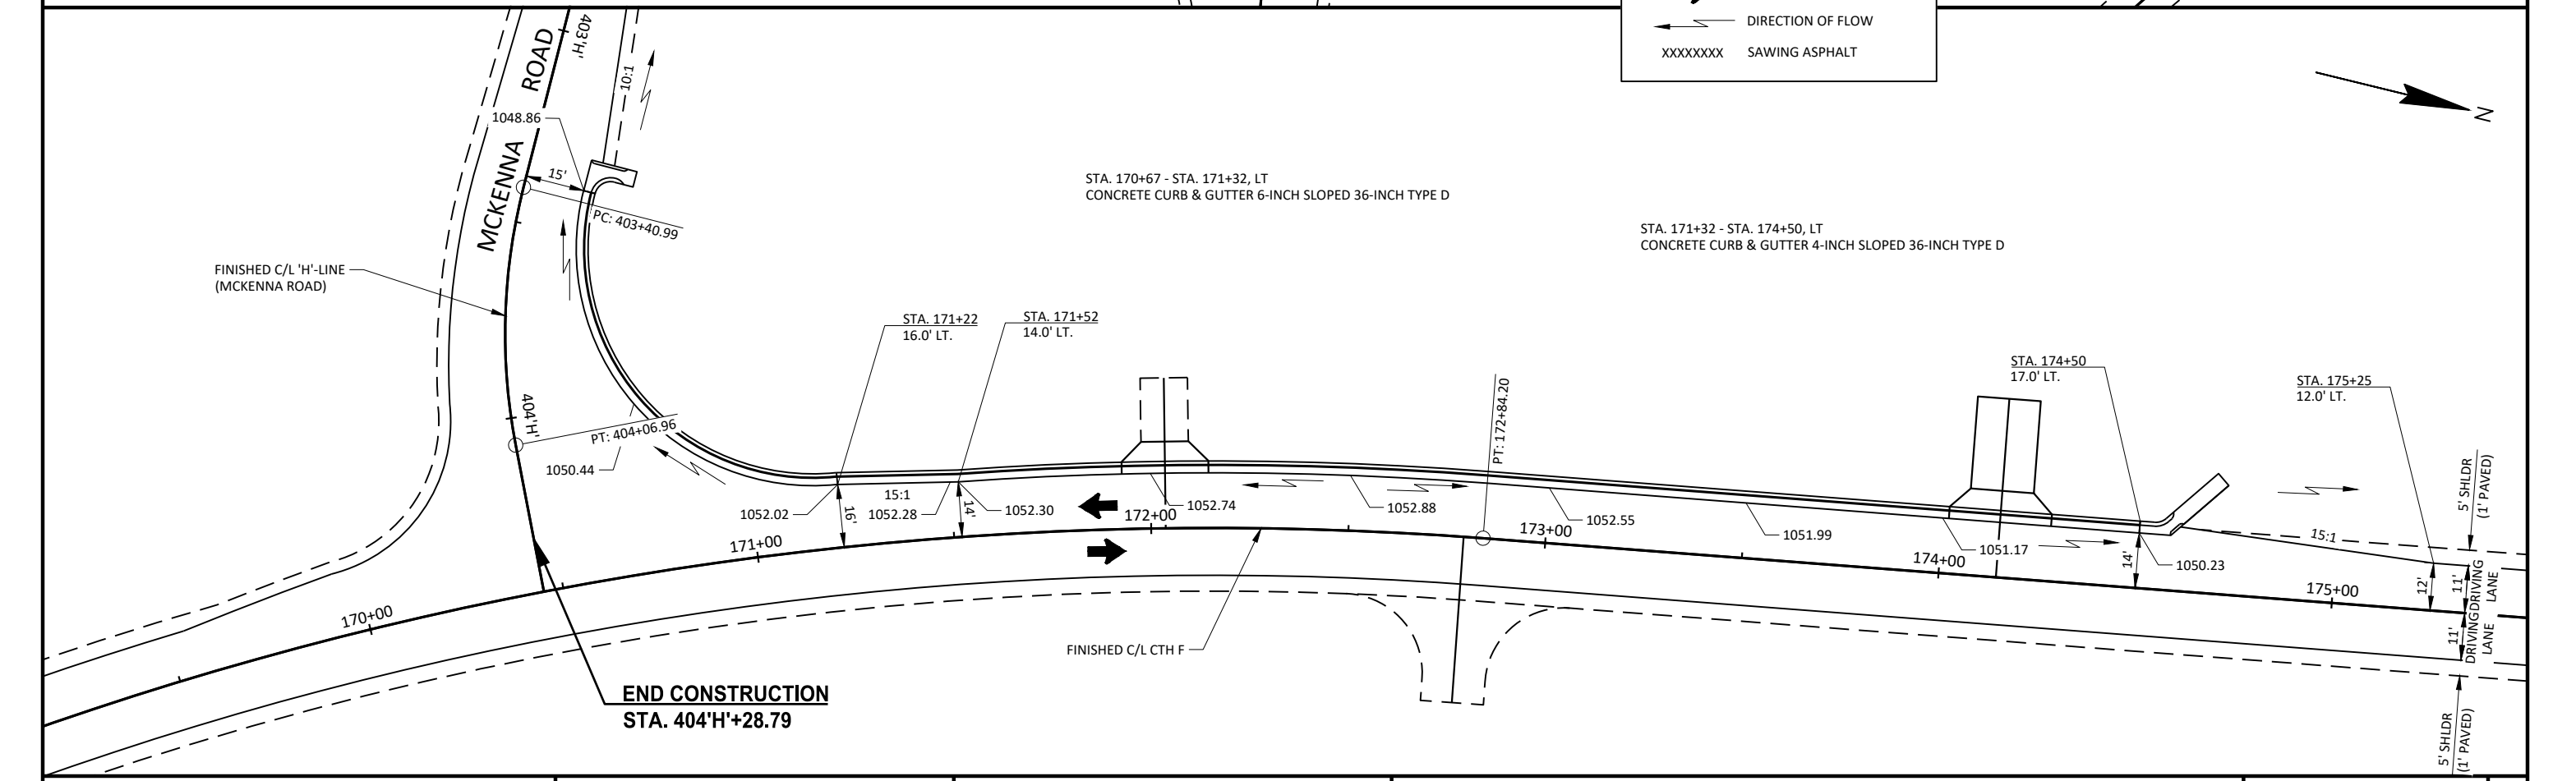 DIRECTION OF FLOW
XXXXXXXX SAWING ASPHALT
N
MCKENNA ROAD
403'H'
10:1
1048.86
15'
PC: 403+40.99
STA. 170+67 - STA. 171+32, LT
CONCRETE CURB & GUTTER 6-INCH SLOPED 36-INCH TYPE D
STA. 171+32 - STA. 174+50, LT
CONCRETE CURB & GUTTER 4-INCH SLOPED 36-INCH TYPE D
FINISHED C/L 'H'-LINE
(MCKENNA ROAD)
STA. 171+22
16.0' LT.
STA. 171+52
14.0' LT.
STA. 174+50
17.0' LT.
STA. 175+25
12.0' LT.
404'H'
PT: 404+06.96
1050.44
PT: 172+84.20
1052.02
15:1
1052.28
16'
14'
1052.30
1052.74
1052.88
1052.55
1051.99
1051.17
14'
1050.23
15:1
5' SHLDR
(1' PAVED)
170+00
171+00
172+00
173+00
174+00
175+00
12'
11'
DRIVING
LANE
11'
DRIVING
LANE
5' SHLDR
(1' PAVED)
FINISHED C/L CTH F
END CONSTRUCTION
STA. 404'H'+28.79